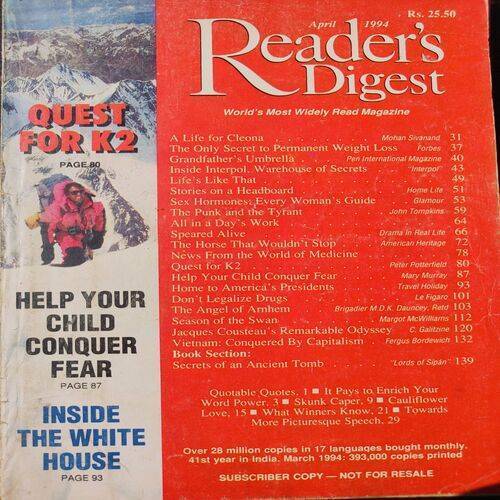 Rs. 25.50
April 1994
Reader's
Digest
World's Most Widely Read Magazine
QUEST
FOR K2
PAGE 80
HELP YOUR
CHILD
CONQUER
FEAR
PAGE 87
INSIDE
THE WHITE
HOUSE
PAGE 93
A Life for Cleona . . . Mohan Sivanand 31
The Only Secret to Permanent Weight Loss Forbes 37
Grandfather's Umbrella . Pen International Magazine 40
Inside Interpol, Warehouse of Secrets "Interpol" 43
Life's Like That . . . 49
Stories on a Headboard . . . Home Life 51
Sex Hormones: Every Woman's Guide . Glamour 53
The Punk and the Tyrant . . . John Tompkins 59
All in a Day's Work . . . 64
Speared Alive . . . Drama in Real Life 66
The Horse That Wouldn't Stop . American Heritage 72
News From the World of Medicine . . . 78
Quest for K2 . . . Peter Potterfield 80
Help Your Child Conquer Fear . . . Mary Murray 87
Home to America's Presidents . . . Travel Holiday 93
Don't Legalize Drugs . . . Le Figaro 101
The Angel of Arnhem . Brigadier M.D.K. Dauncey, Retd 103
Season of the Swan . . . Margot McWilliams 112
Jacques Cousteau's Remarkable Odyssey . C. Galitzine 120
Vietnam: Conquered By Capitalism . Fergus Bordewich 132
Book Section:
Secrets of an Ancient Tomb . . . "Lords of Sipán" 139
Quotable Quotes, 1 ■ It Pays to Enrich Your
Word Power, 3 ■ Skunk Caper, 9 ■ Cauliflower
Love, 15 ■ What Winners Know, 21 ■ Towards
More Picturesque Speech, 29
Over 28 million copies in 17 languages bought monthly.
41st year in India. March 1994: 393,000 copies printed
SUBSCRIBER COPY — NOT FOR RESALE